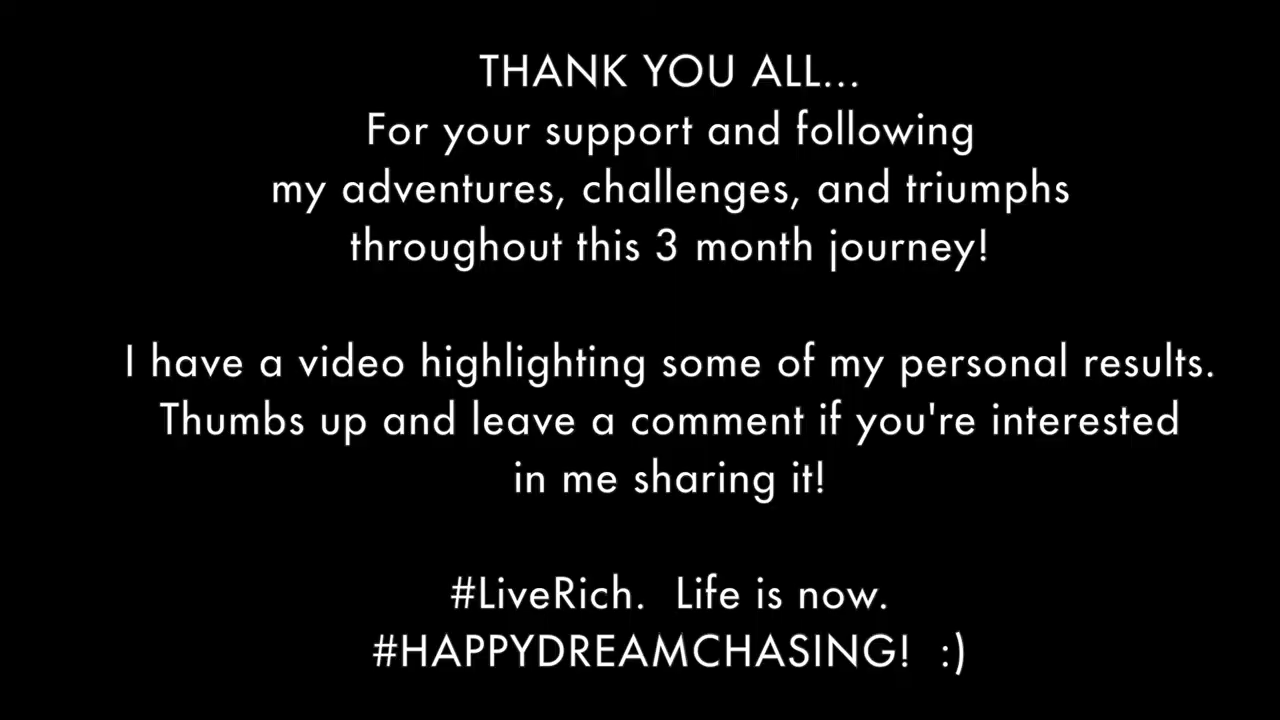 THANK YOU ALL...
For your support and following
my adventures, challenges, and triumphs
throughout this 3 month journey!
I have a video highlighting some of my personal results.
Thumbs up and leave a comment if you're interested
in me sharing it!
#LiveRich.  Life is now.
#HAPPYDREAMCHASING!  :)